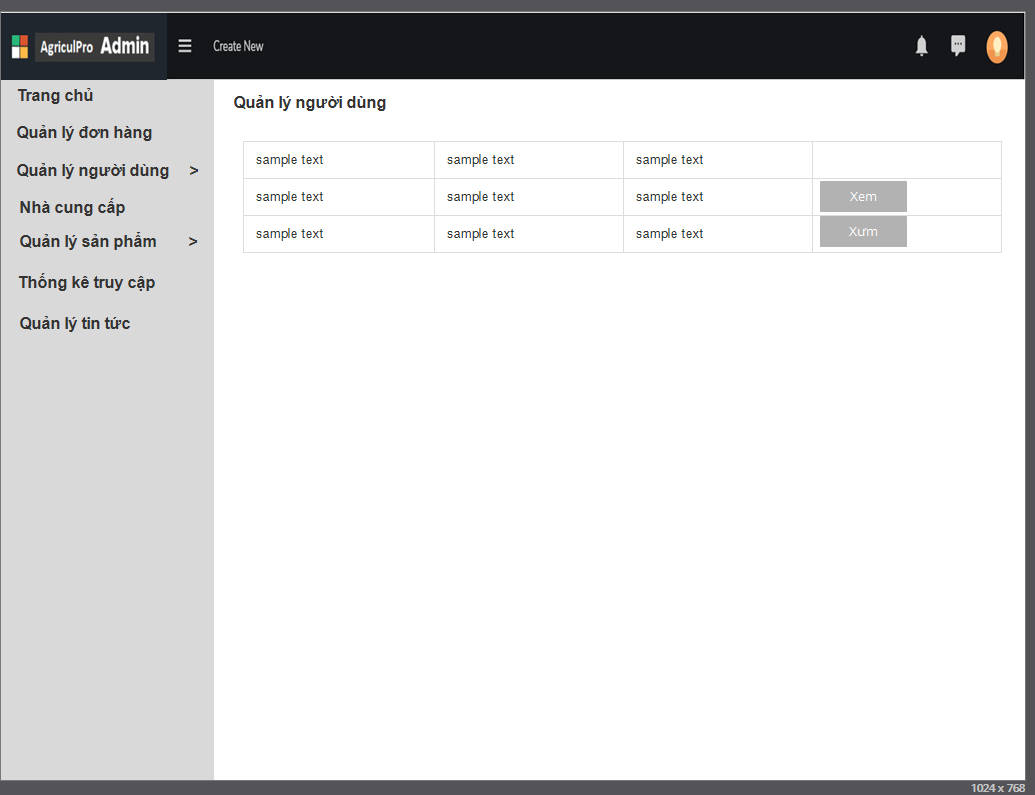 AgriculPro Admin
Create New
Trang chủ
Quản lý đơn hàng
Quản lý người dùng >
Nhà cung cấp
Quản lý sản phẩm >
Thống kê truy cập
Quản lý tin tức
Quản lý người dùng
sample text sample text sample text
sample text sample text sample text Xem
sample text sample text sample text Xưm
1024 x 768